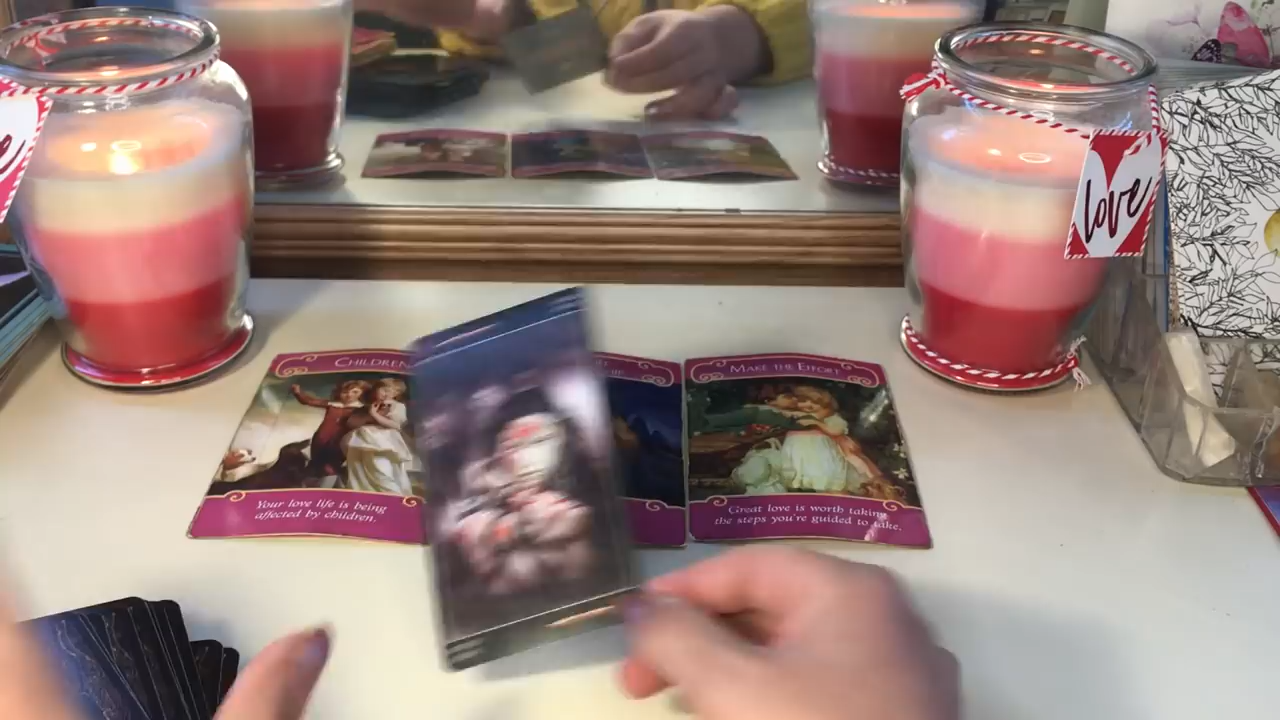 love
CHILDREN
MAKE THE EFFORT
Your love life is being
affected by children.
Great love is worth taking
the steps you're guided to take.